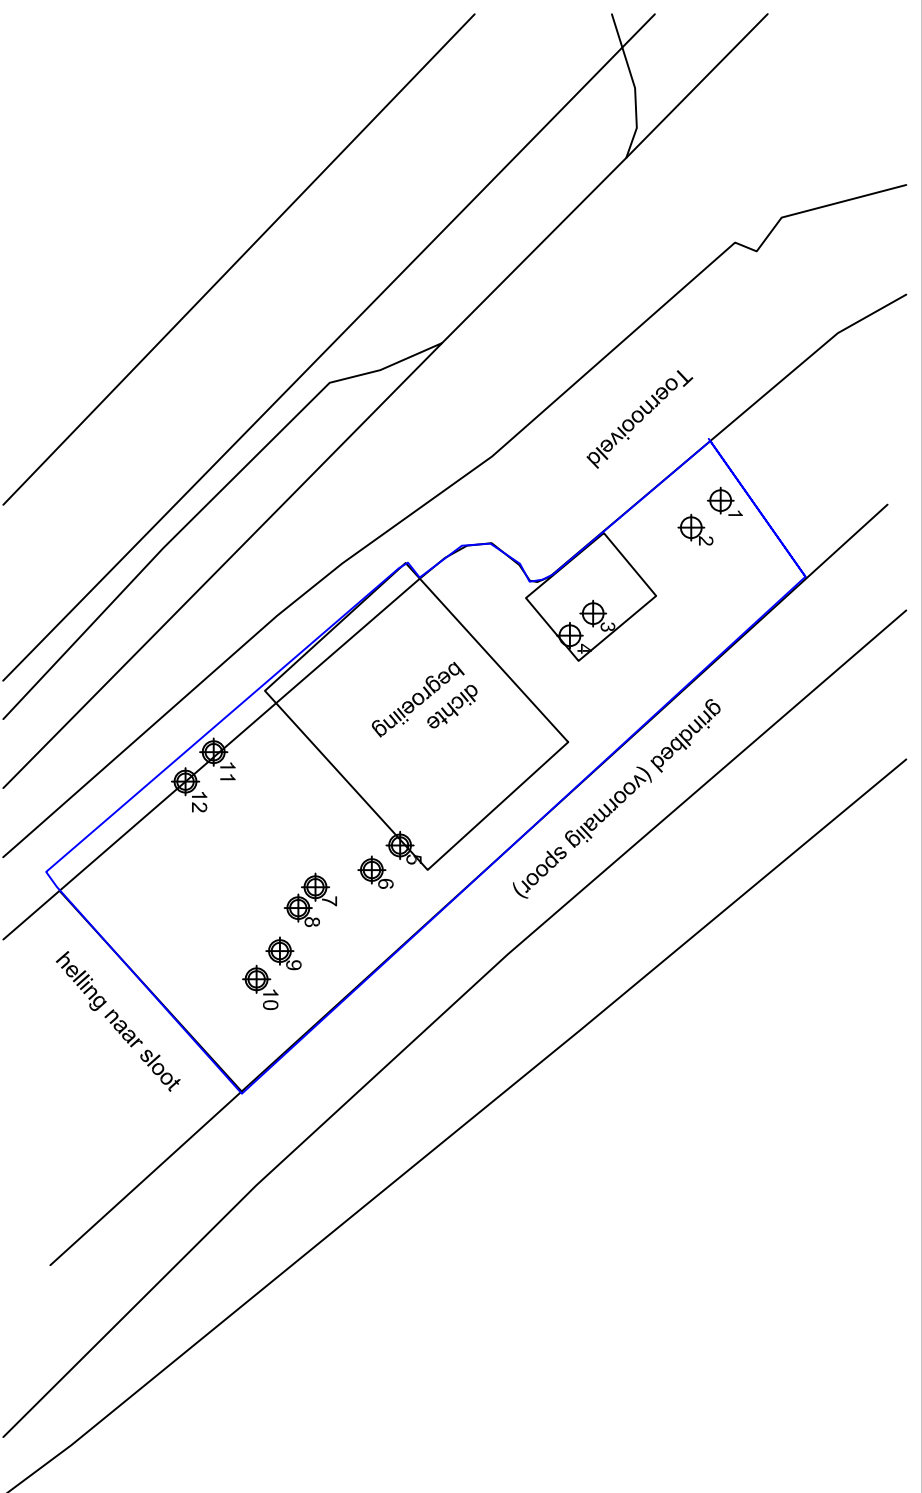 Toernooiveld
1
2
3
4
dichte
begroeiing
grindbed (voormalig spoor)
11
12
5
6
7
8
9
10
helling naar sloot